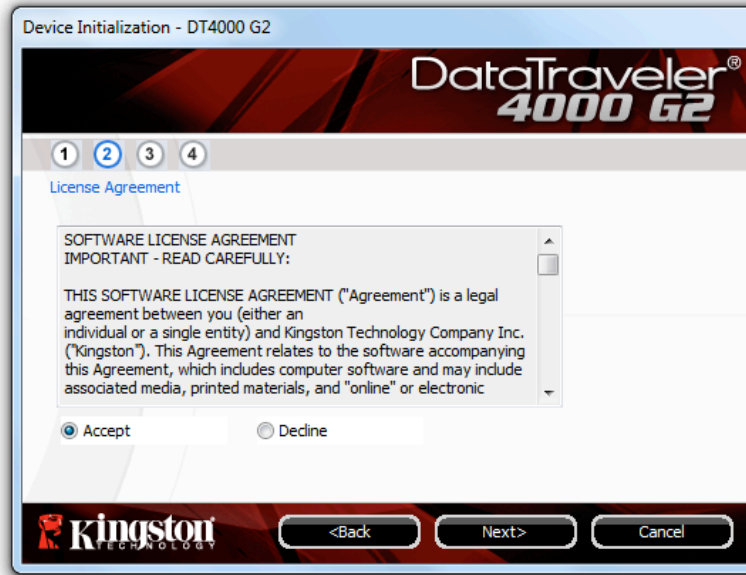 Device Initialization - DT4000 G2
DataTraveler®
4000 G2
1 2 3 4
License Agreement
SOFTWARE LICENSE AGREEMENT
IMPORTANT - READ CAREFULLY:
THIS SOFTWARE LICENSE AGREEMENT ("Agreement") is a legal
agreement between you (either an
individual or a single entity) and Kingston Technology Company Inc.
("Kingston"). This Agreement relates to the software accompanying
this Agreement, which includes computer software and may include
associated media, printed materials, and "online" or electronic
Accept Decline
Kingston
TECHNOLOGY
<Back Next> Cancel